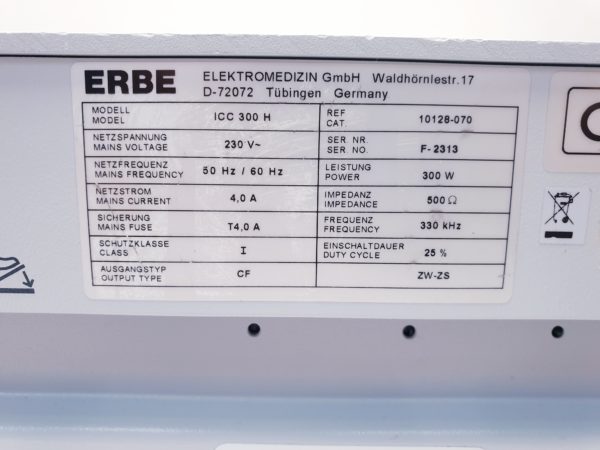 ERBE ELEKTROMEDIZIN GmbH Waldhörnlestr.17
D-72072 Tübingen Germany
MODELL
MODEL
ICC 300 H
REF
CAT.
10128-070
NETZSPANNUNG
MAINS VOLTAGE
230 V~
SER NR.
SER. NO.
F-2313
NETZFREQUENZ
MAINS FREQUENCY
50 Hz / 60 Hz
LEISTUNG
POWER
300 W
NETZSTROM
MAINS CURRENT
4,0 A
IMPEDANZ
IMPEDANCE
500 Ω
SICHERUNG
MAINS FUSE
T4,0 A
FREQUENZ
FREQUENCY
330 kHz
SCHUTZKLASSE
CLASS
I
EINSCHALTDAUER
DUTY CYCLE
25 %
AUSGANGSTYP
OUTPUT TYPE
CF
ZW-ZS